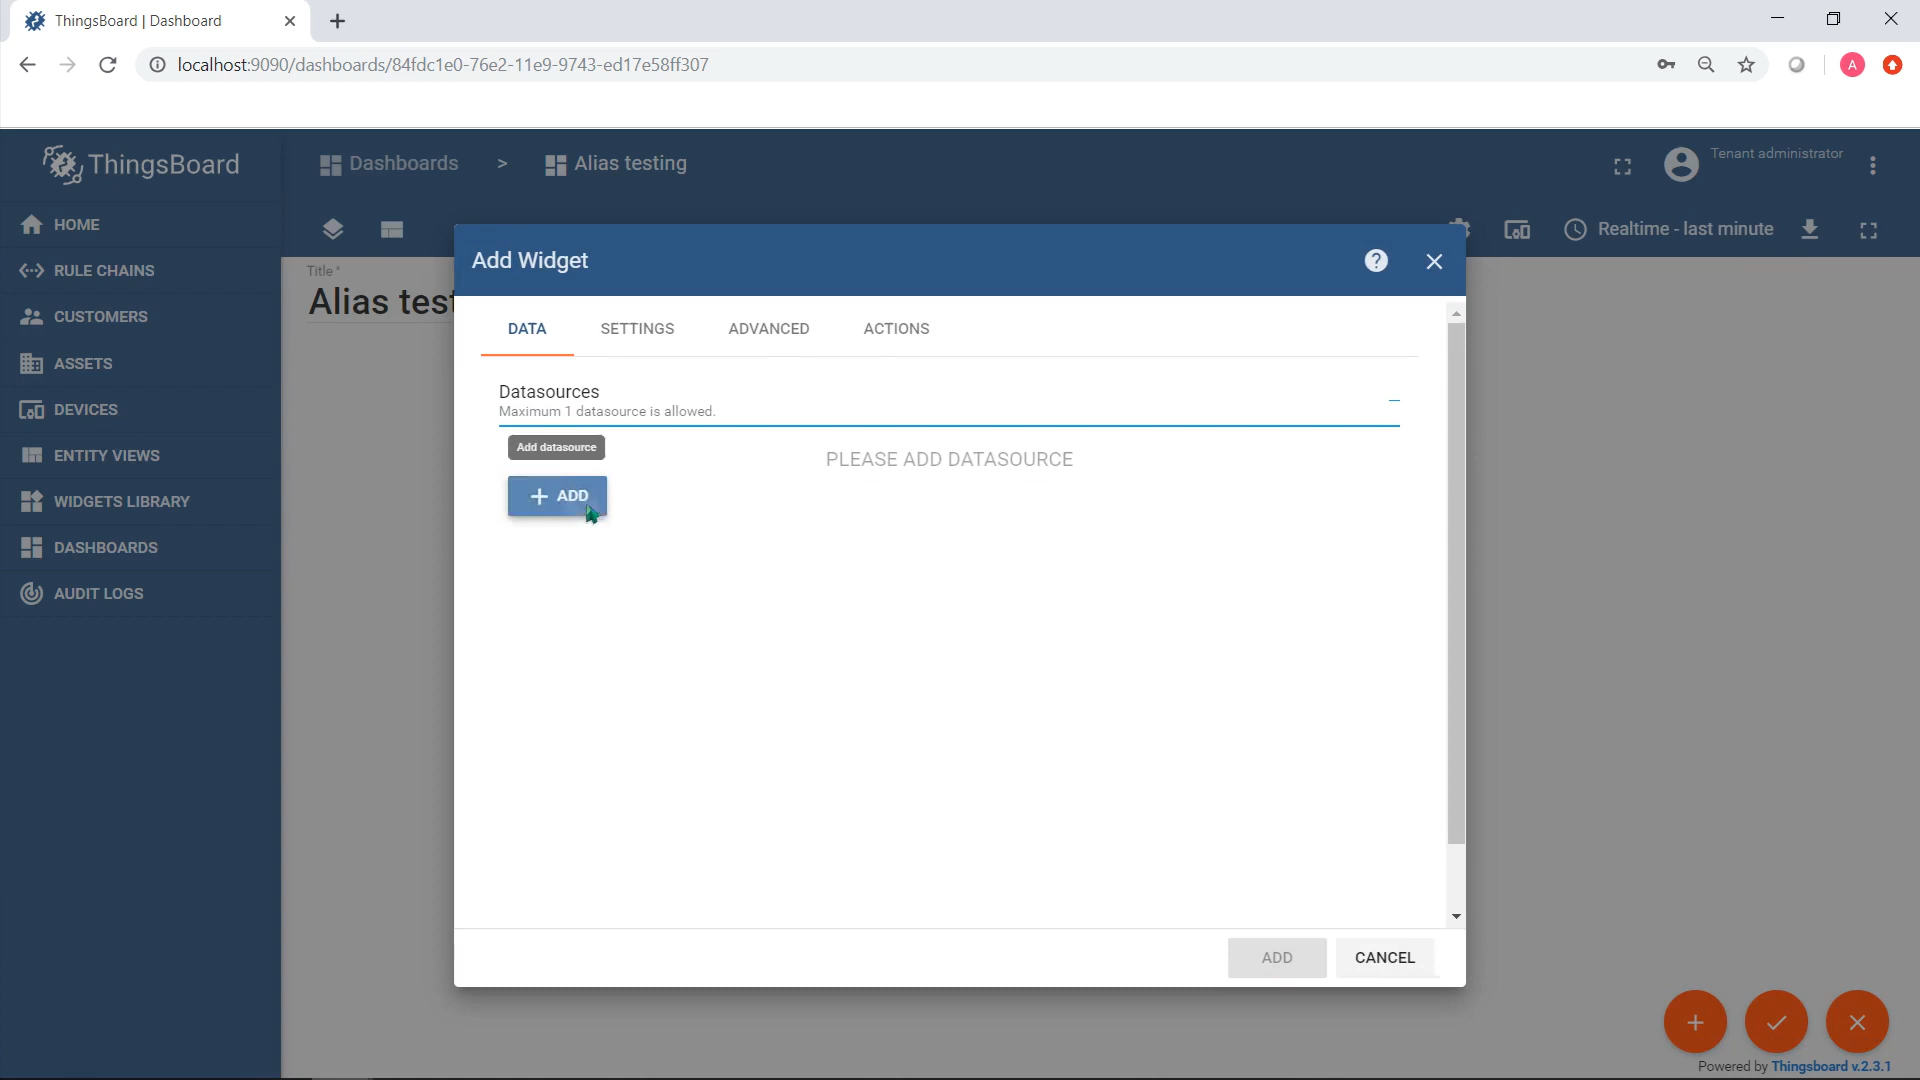 ThingsBoard | Dashboard
localhost:9090/dashboards/84fdc1e0-76e2-11e9-9743-ed17e58ff307
A
ThingsBoard
Dashboards > Alias testing
Tenant administrator
HOME
RULE CHAINS
CUSTOMERS
ASSETS
DEVICES
ENTITY VIEWS
WIDGETS LIBRARY
DASHBOARDS
AUDIT LOGS
Realtime - last minute
Title *
Alias test
Add Widget
?
DATA SETTINGS ADVANCED ACTIONS
Datasources
Maximum 1 datasource is allowed.
Add datasource
PLEASE ADD DATASOURCE
+ ADD
ADD CANCEL
Powered by Thingsboard v.2.3.1